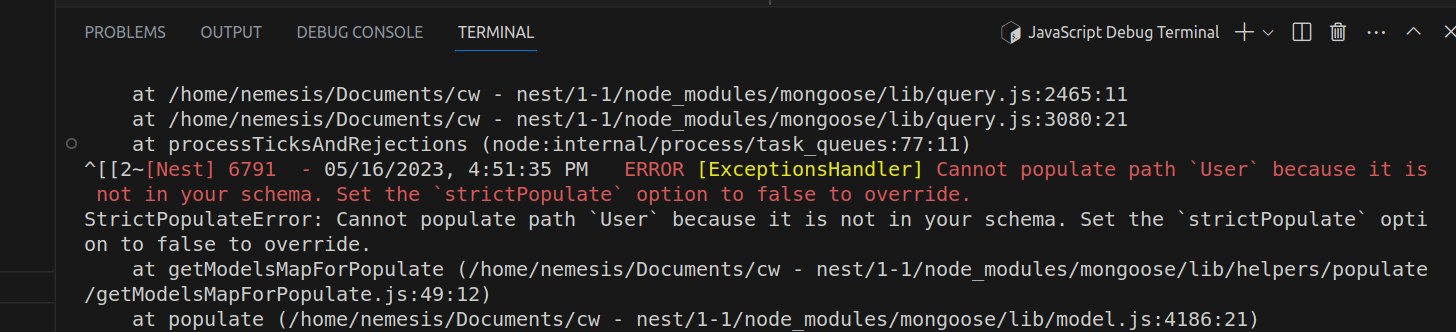 PROBLEMS OUTPUT DEBUG CONSOLE TERMINAL JavaScript Debug Terminal
at /home/nemesis/Documents/cw - nest/1-1/node_modules/mongoose/lib/query.js:2465:11
at /home/nemesis/Documents/cw - nest/1-1/node_modules/mongoose/lib/query.js:3080:21
at processTicksAndRejections (node:internal/process/task_queues:77:11)
^[[2~[Nest] 6791  - 05/16/2023, 4:51:35 PM   ERROR [ExceptionsHandler] Cannot populate path `User` because it is
not in your schema. Set the `strictPopulate` option to false to override.
StrictPopulateError: Cannot populate path `User` because it is not in your schema. Set the `strictPopulate` opti
on to false to override.
at getModelsMapForPopulate (/home/nemesis/Documents/cw - nest/1-1/node_modules/mongoose/lib/helpers/populate
/getModelsMapForPopulate.js:49:12)
at populate (/home/nemesis/Documents/cw - nest/1-1/node_modules/mongoose/lib/model.js:4186:21)